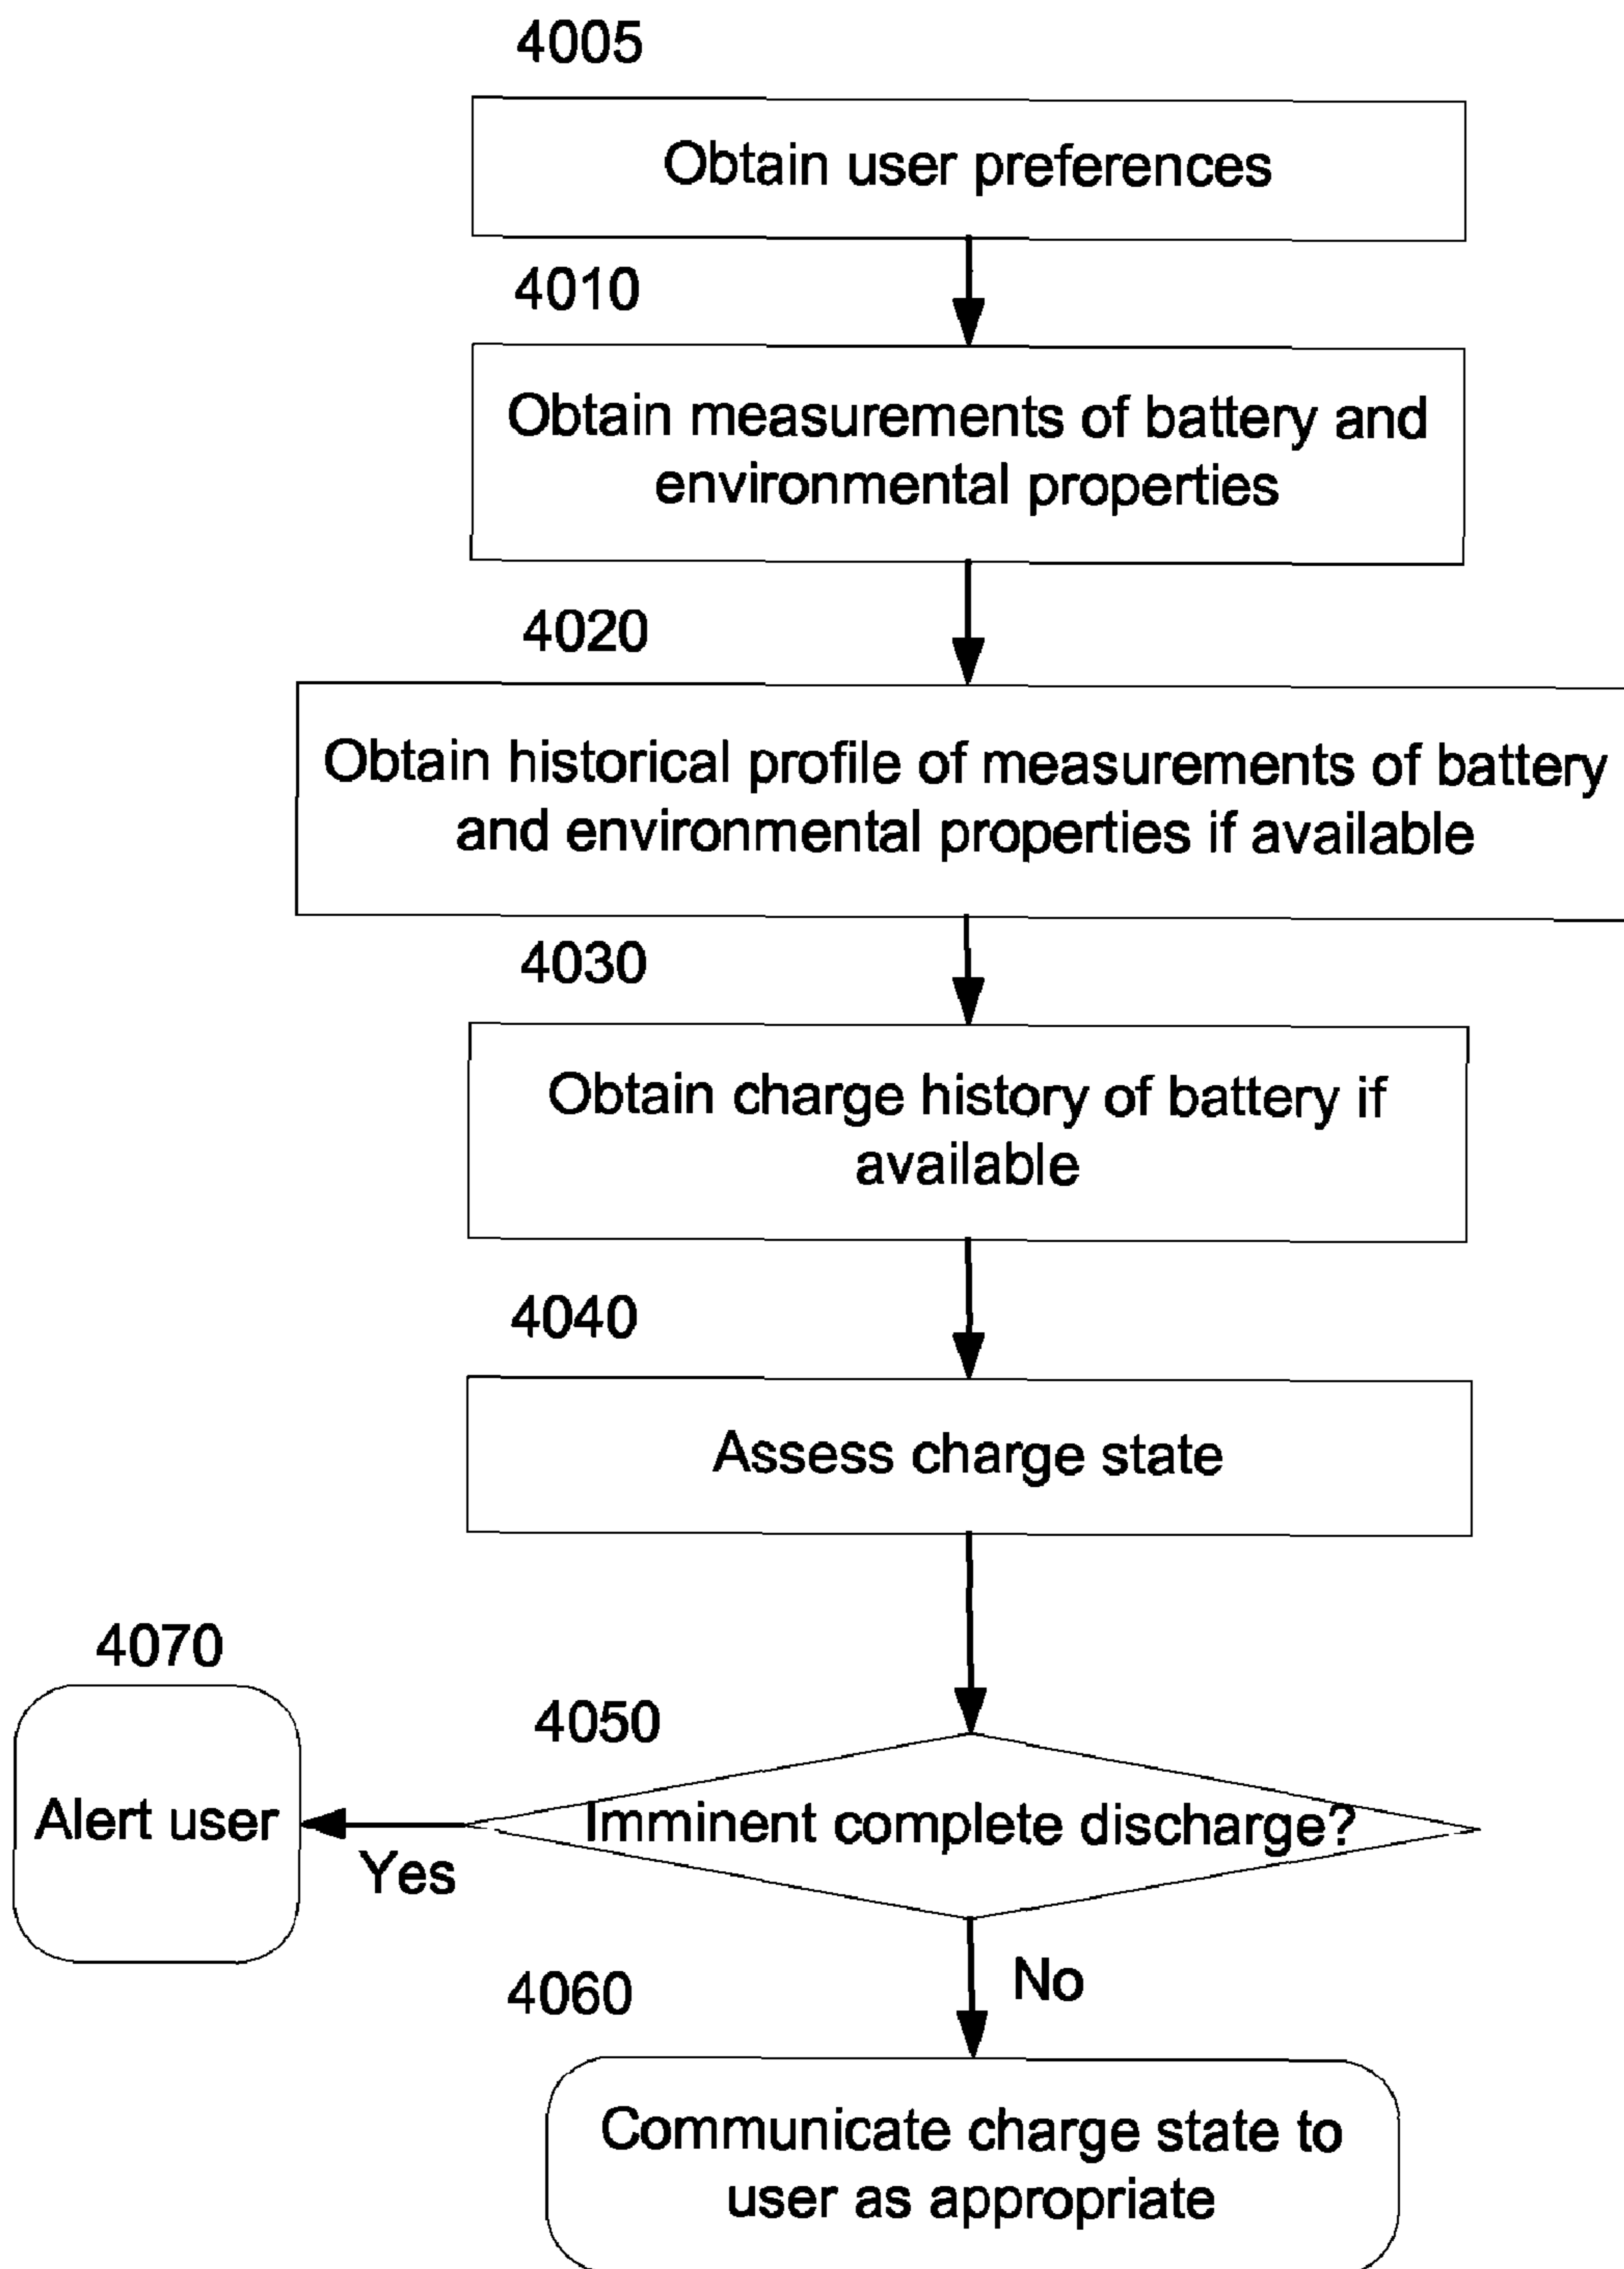 4005
Obtain user preferences
4010
Obtain measurements of battery and
environmental properties
4020
Obtain historical profile of measurements of battery
and environmental properties if available
4030
Obtain charge history of battery if
available
4040
Assess charge state
4070
Alert user
4050
Imminent complete discharge?
Yes
No
4060
Communicate charge state to
user as appropriate